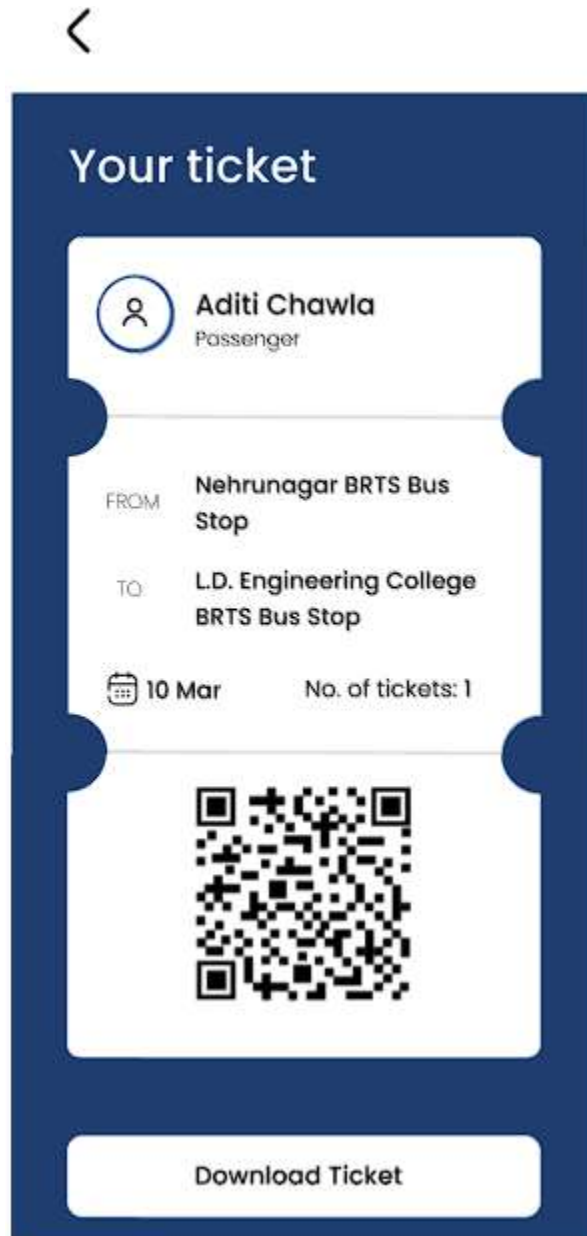 Your ticket
Aditi Chawla
Passenger
FROM
Nehrunagar BRTS Bus
Stop
TO
L.D. Engineering College
BRTS Bus Stop
10 Mar
No. of tickets: 1
Download Ticket